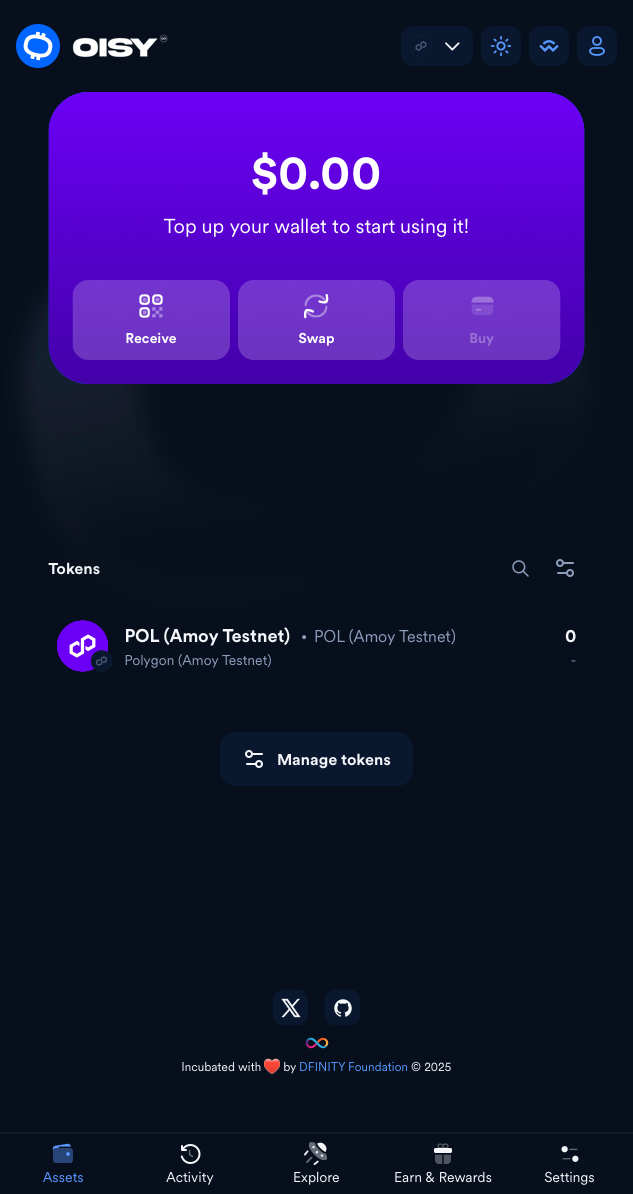 OISY
$0.00
Top up your wallet to start using it!
Receive
Swap
Buy
Tokens
POL (Amoy Testnet) • POL (Amoy Testnet)
0
Polygon (Amoy Testnet)
-
Manage tokens
Incubated with ❤️ by DFINITY Foundation © 2025
Assets
Activity
Explore
Earn & Rewards
Settings